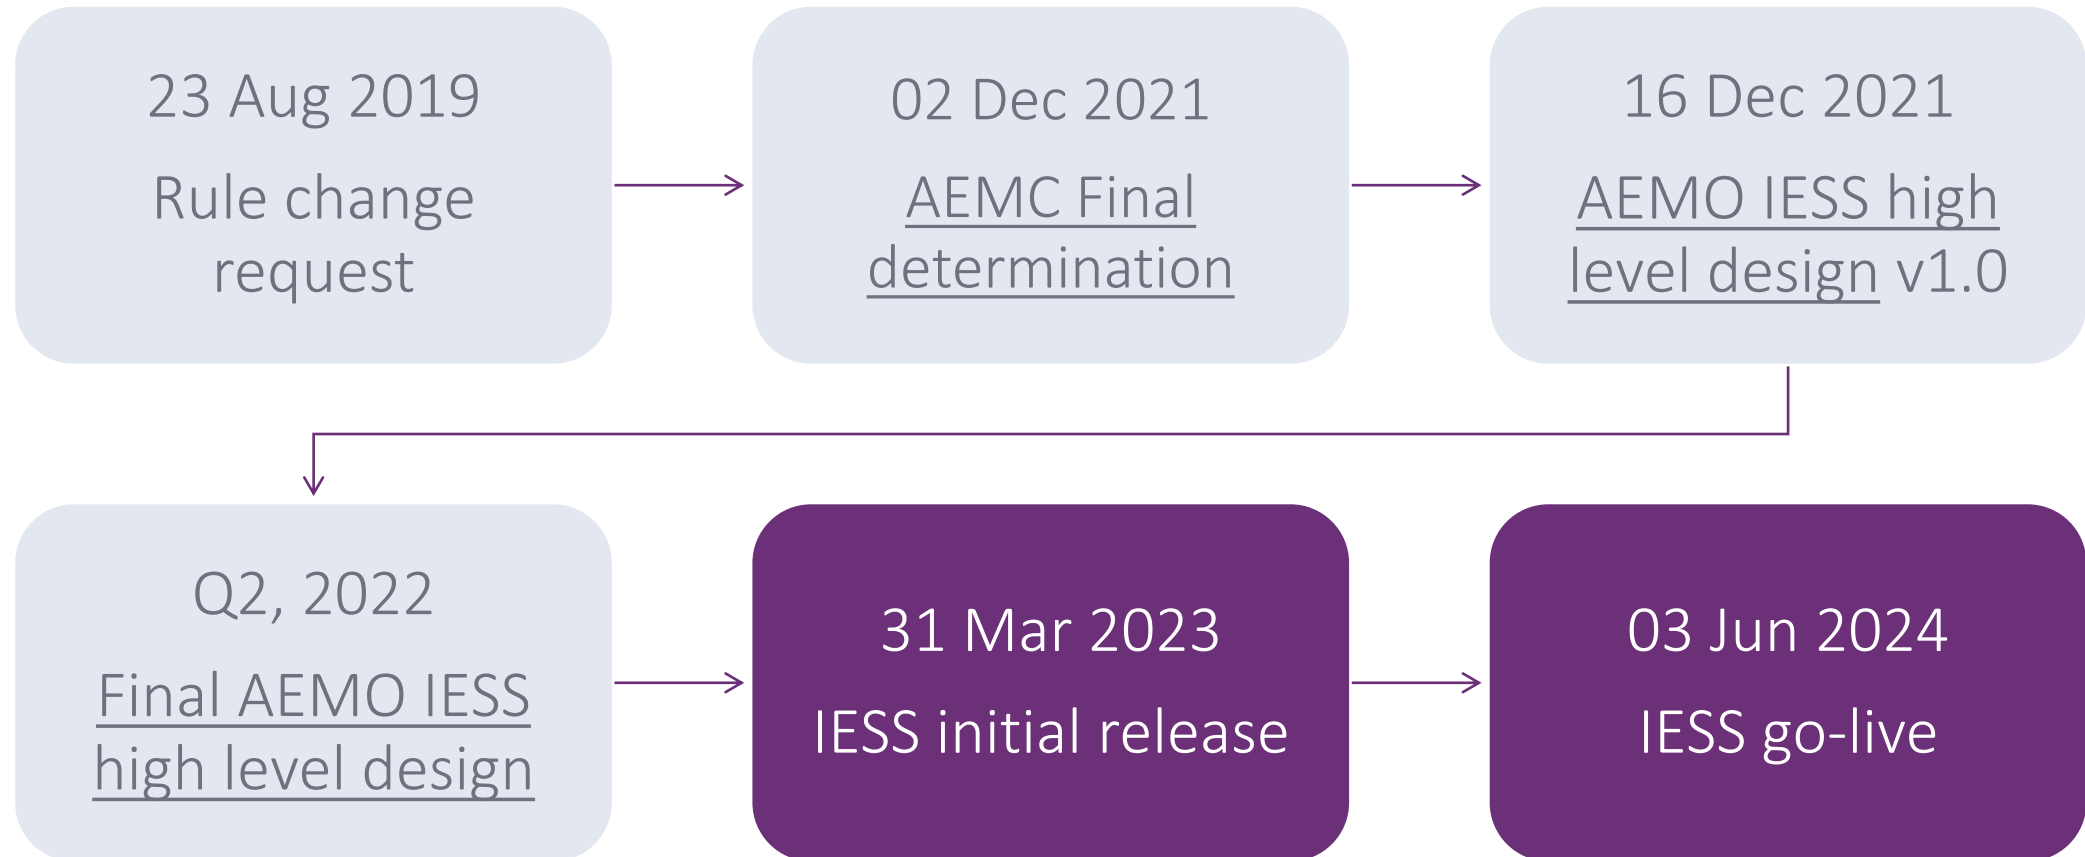 23 Aug 2019
Rule change
request
02 Dec 2021
AEMC Final
determination
16 Dec 2021
AEMO IESS high
level design v1.0
Q2, 2022
Final AEMO IESS
high level design
31 Mar 2023
IESS initial release
03 Jun 2024
IESS go-live